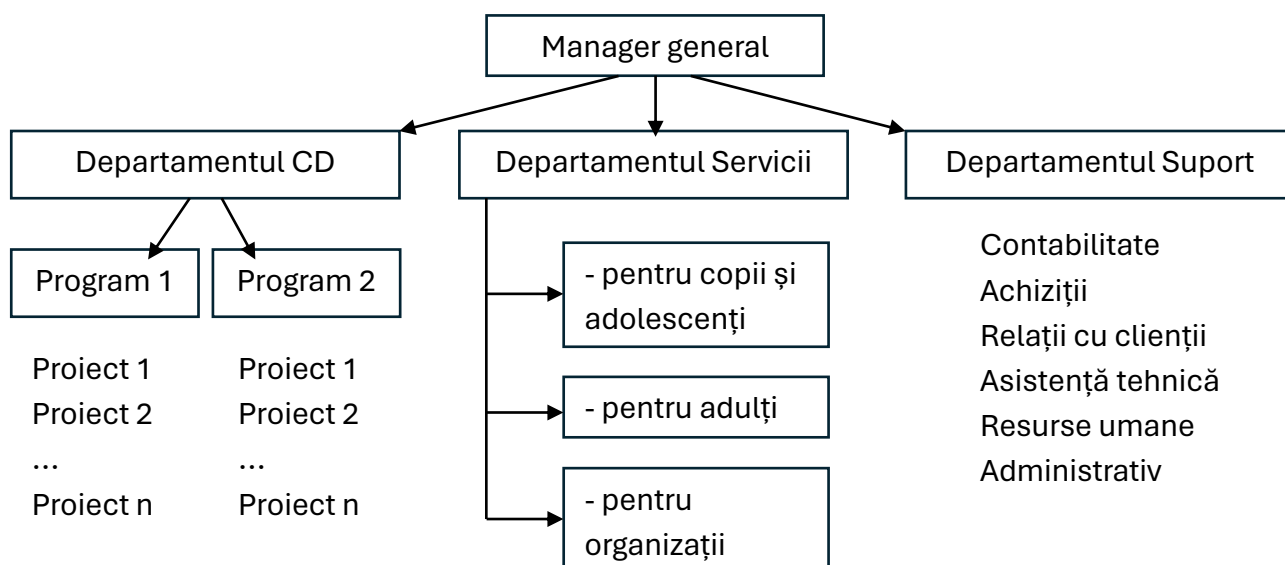 Manager general
Departamentul CD
Departamentul Servicii
Departamentul Suport
Program 1
Program 2
Proiect 1
Proiect 2
...
Proiect n
Proiect 1
Proiect 2
...
Proiect n
- pentru copii și
adolescenți
- pentru adulți
- pentru
organizații
Contabilitate
Achiziții
Relații cu clienții
Asistență tehnică
Resurse umane
Administrativ